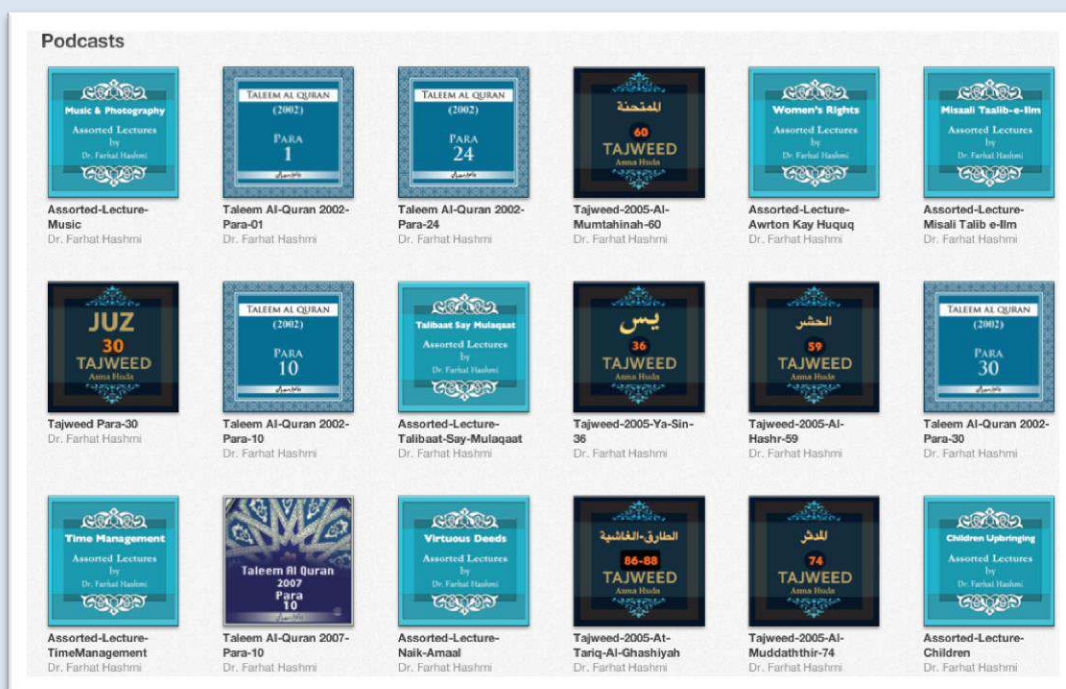 Podcasts
Music & Photography
Assorted Lectures
by
Dr. Farhat Hashmi
Assorted-Lecture-
Music
Dr. Farhat Hashmi
TALEEM AL QURAN
(2002)
PARA
1
Taleem Al-Quran 2002-
Para-01
Dr. Farhat Hashmi
TALEEM AL QURAN
(2002)
PARA
24
Taleem Al-Quran 2002-
Para-24
Dr. Farhat Hashmi
الممتحنة
60
TAJWEED
Amna Huda
Tajweed-2005-Al-
Mumtahinah-60
Dr. Farhat Hashmi
Women's Rights
Assorted Lectures
by
Dr. Farhat Hashmi
Assorted-Lecture-
Awrton Kay Huquq
Dr. Farhat Hashmi
Misaali Taalib-e-Ilm
Assorted Lectures
by
Dr. Farhat Hashmi
Assorted-Lecture-
Misali Talib e-Ilm
Dr. Farhat Hashmi
JUZ
30
TAJWEED
Amna Huda
Tajweed Para-30
Dr. Farhat Hashmi
TALEEM AL QURAN
(2002)
PARA
10
Taleem Al-Quran 2002-
Para-10
Dr. Farhat Hashmi
Talibaat Say Mulaqaat
Assorted Lectures
by
Dr. Farhat Hashmi
Assorted-Lecture-
Talibaat-Say-Mulaqaat
Dr. Farhat Hashmi
يس
36
TAJWEED
Amna Huda
Tajweed-2005-Ya-Sin-
36
Dr. Farhat Hashmi
الحشر
59
TAJWEED
Amna Huda
Tajweed-2005-Al-
Hashr-59
Dr. Farhat Hashmi
TALEEM AL QURAN
(2002)
PARA
30
Taleem Al-Quran 2002-
Para-30
Dr. Farhat Hashmi
Time Management
Assorted Lectures
by
Dr. Farhat Hashmi
Assorted-Lecture-
TimeManagement
Dr. Farhat Hashmi
Taleem Al Quran
2007
Para
10
Taleem Al-Quran 2007-
Para-10
Dr. Farhat Hashmi
Virtuous Deeds
Assorted Lectures
by
Dr. Farhat Hashmi
Assorted-Lecture-
Naik-Amaal
Dr. Farhat Hashmi
الطارق-الغاشية
86-88
TAJWEED
Amna Huda
Tajweed-2005-At-
Tariq-Al-Ghashiyah
Dr. Farhat Hashmi
المدثر
74
TAJWEED
Amna Huda
Tajweed-2005-Al-
Muddaththir-74
Dr. Farhat Hashmi
Children Upbringing
Assorted Lectures
by
Dr. Farhat Hashmi
Assorted-Lecture-
Children
Dr. Farhat Hashmi